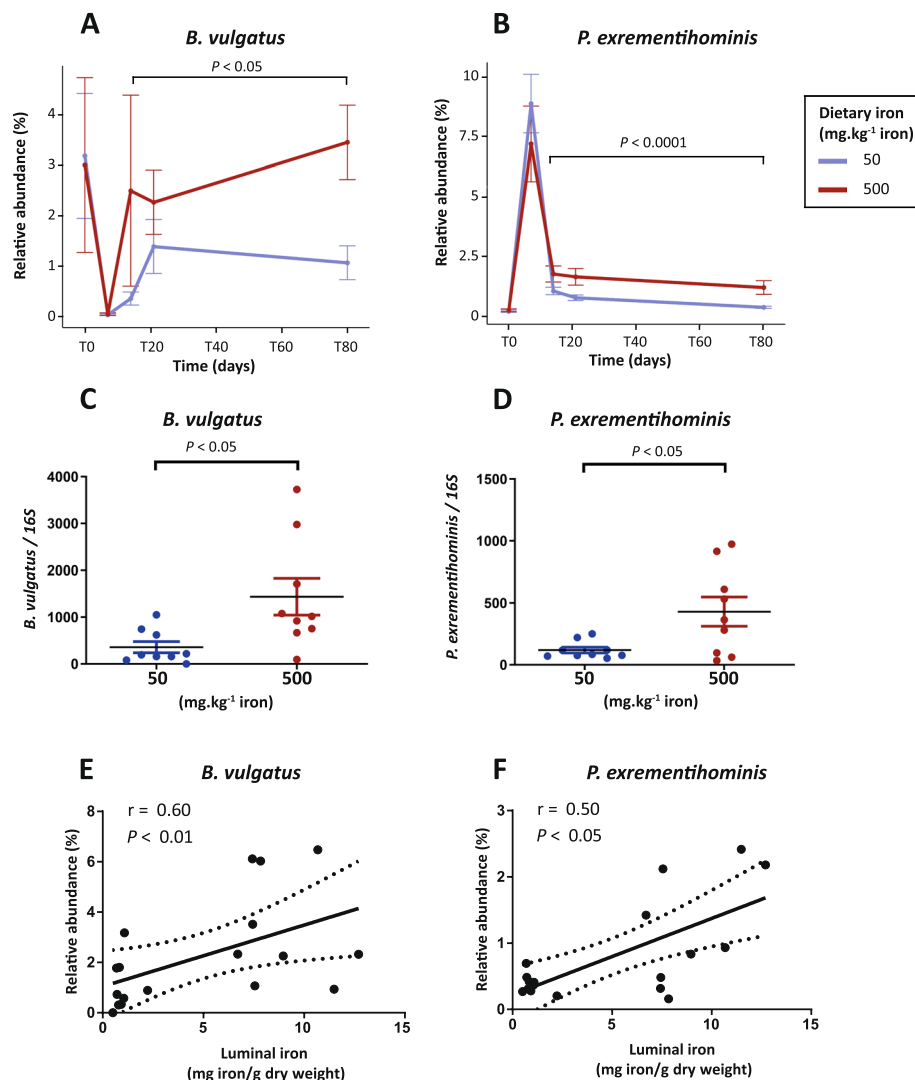 A
B. vulgatus
P < 0.05
Relative abundance (%)
4
3
2
1
0
T0
T20
T40
T60
T80
Time (days)
B
P. exrementihominis
P < 0.0001
Relative abundance (%)
10
7.5
5
2.5
0
T0
T20
T40
T60
T80
Time (days)
Dietary iron
(mg.kg⁻¹ iron)
50
500
C
B. vulgatus
P < 0.05
B. vulgatus / 16S
4000
3000
2000
1000
0
50
500
(mg.kg⁻¹ iron)
D
P. exrementihominis
P < 0.05
P. exrementihominis / 16S
1500
1000
500
0
50
500
(mg.kg⁻¹ iron)
E
B. vulgatus
r = 0.60
P < 0.01
Relative abundance (%)
8
6
4
2
0
0
5
10
15
Luminal iron
(mg iron/g dry weight)
F
P. exrementihominis
r = 0.50
P < 0.05
Relative abundance (%)
3
2
1
0
0
5
10
15
Luminal iron
(mg iron/g dry weight)